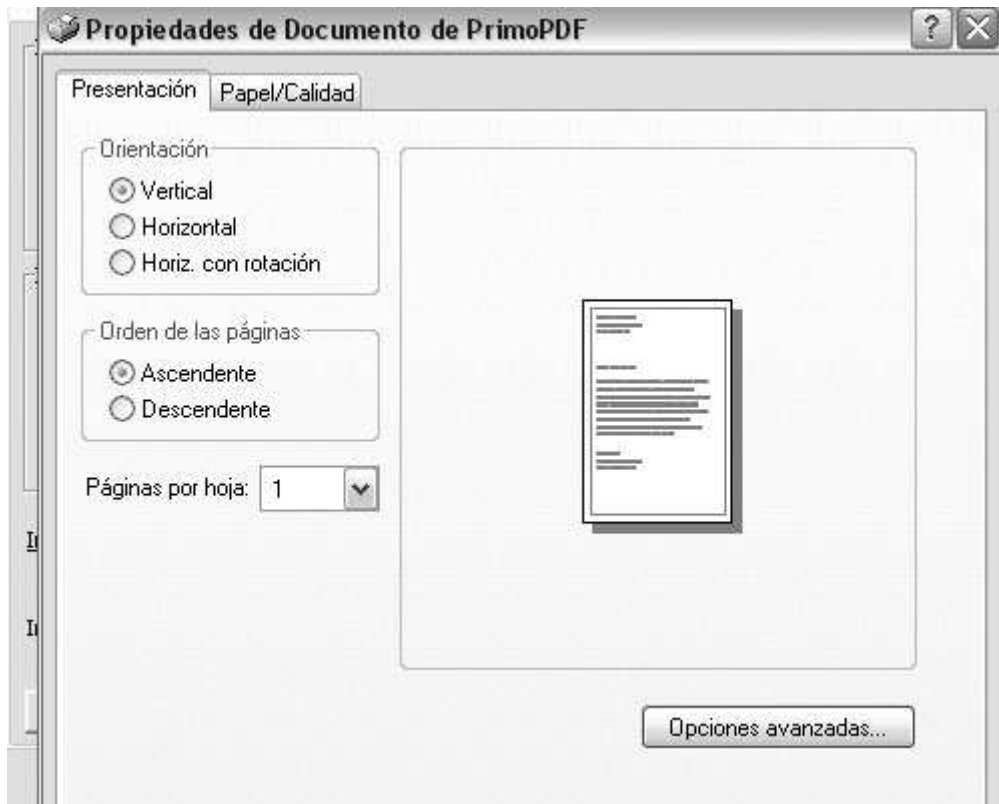 Propiedades de Documento de PrimoPDF
Presentación
Papel/Calidad
Orientación
Vertical
Horizontal
Horiz. con rotación
Orden de las páginas
Ascendente
Descendente
Páginas por hoja: 1
Opciones avanzadas...